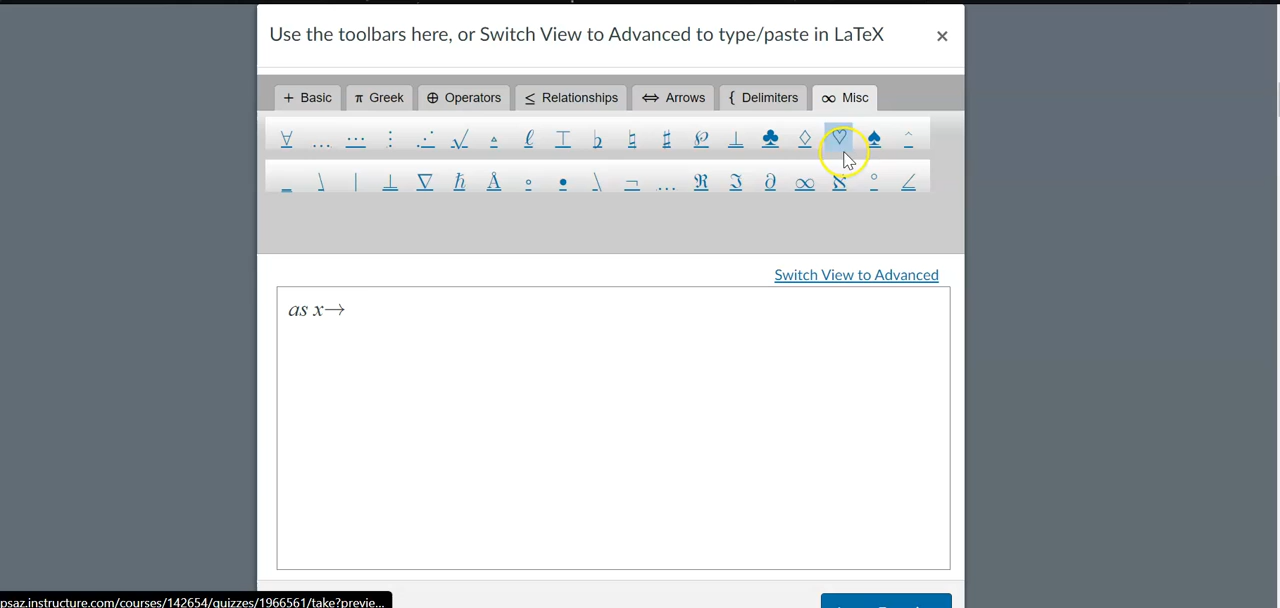 Use the toolbars here, or Switch View to Advanced to type/paste in LaTeX ×
+ Basic π Greek ⊕ Operators ≤ Relationships ⇔ Arrows { Delimiters ∞ Misc
∀ … ⋯ ⋮ ⋰ √ ▵ ℓ ⊤ ♭ ♮ ♯ ℘ ⊥ ♣ ♢ ♡ ♠ ^
_ \ | ⊥ ∇ ℏ Å ∘ • \ ¬ … ℜ ℑ ∂ ∞ ℵ ° ∠
Switch View to Advanced
as x→
psaz.instructure.com/courses/142654/quizzes/1966561/take?previe...